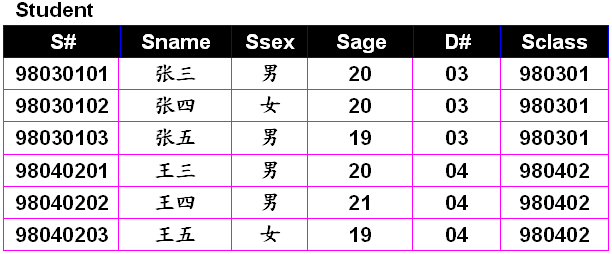 Student
S# Sname Ssex Sage D# Sclass
98030101 张三 男 20 03 980301
98030102 张四 女 20 03 980301
98030103 张五 男 19 03 980301
98040201 王三 男 20 04 980402
98040202 王四 男 21 04 980402
98040203 王五 女 19 04 980402